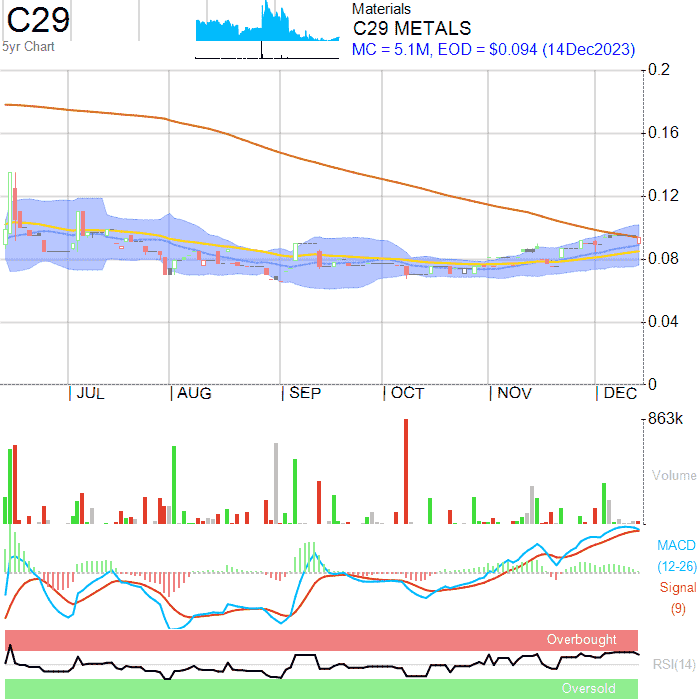 C29
5yr Chart
Materials
C29 METALS
MC = 5.1M, EOD = $0.094 (14Dec2023)
0.2
0.16
0.12
0.08
0.04
0
JUL AUG SEP OCT NOV DEC
863k
Volume
MACD
(12-26)
Signal
(9)
Overbought
RSI(14)
Oversold